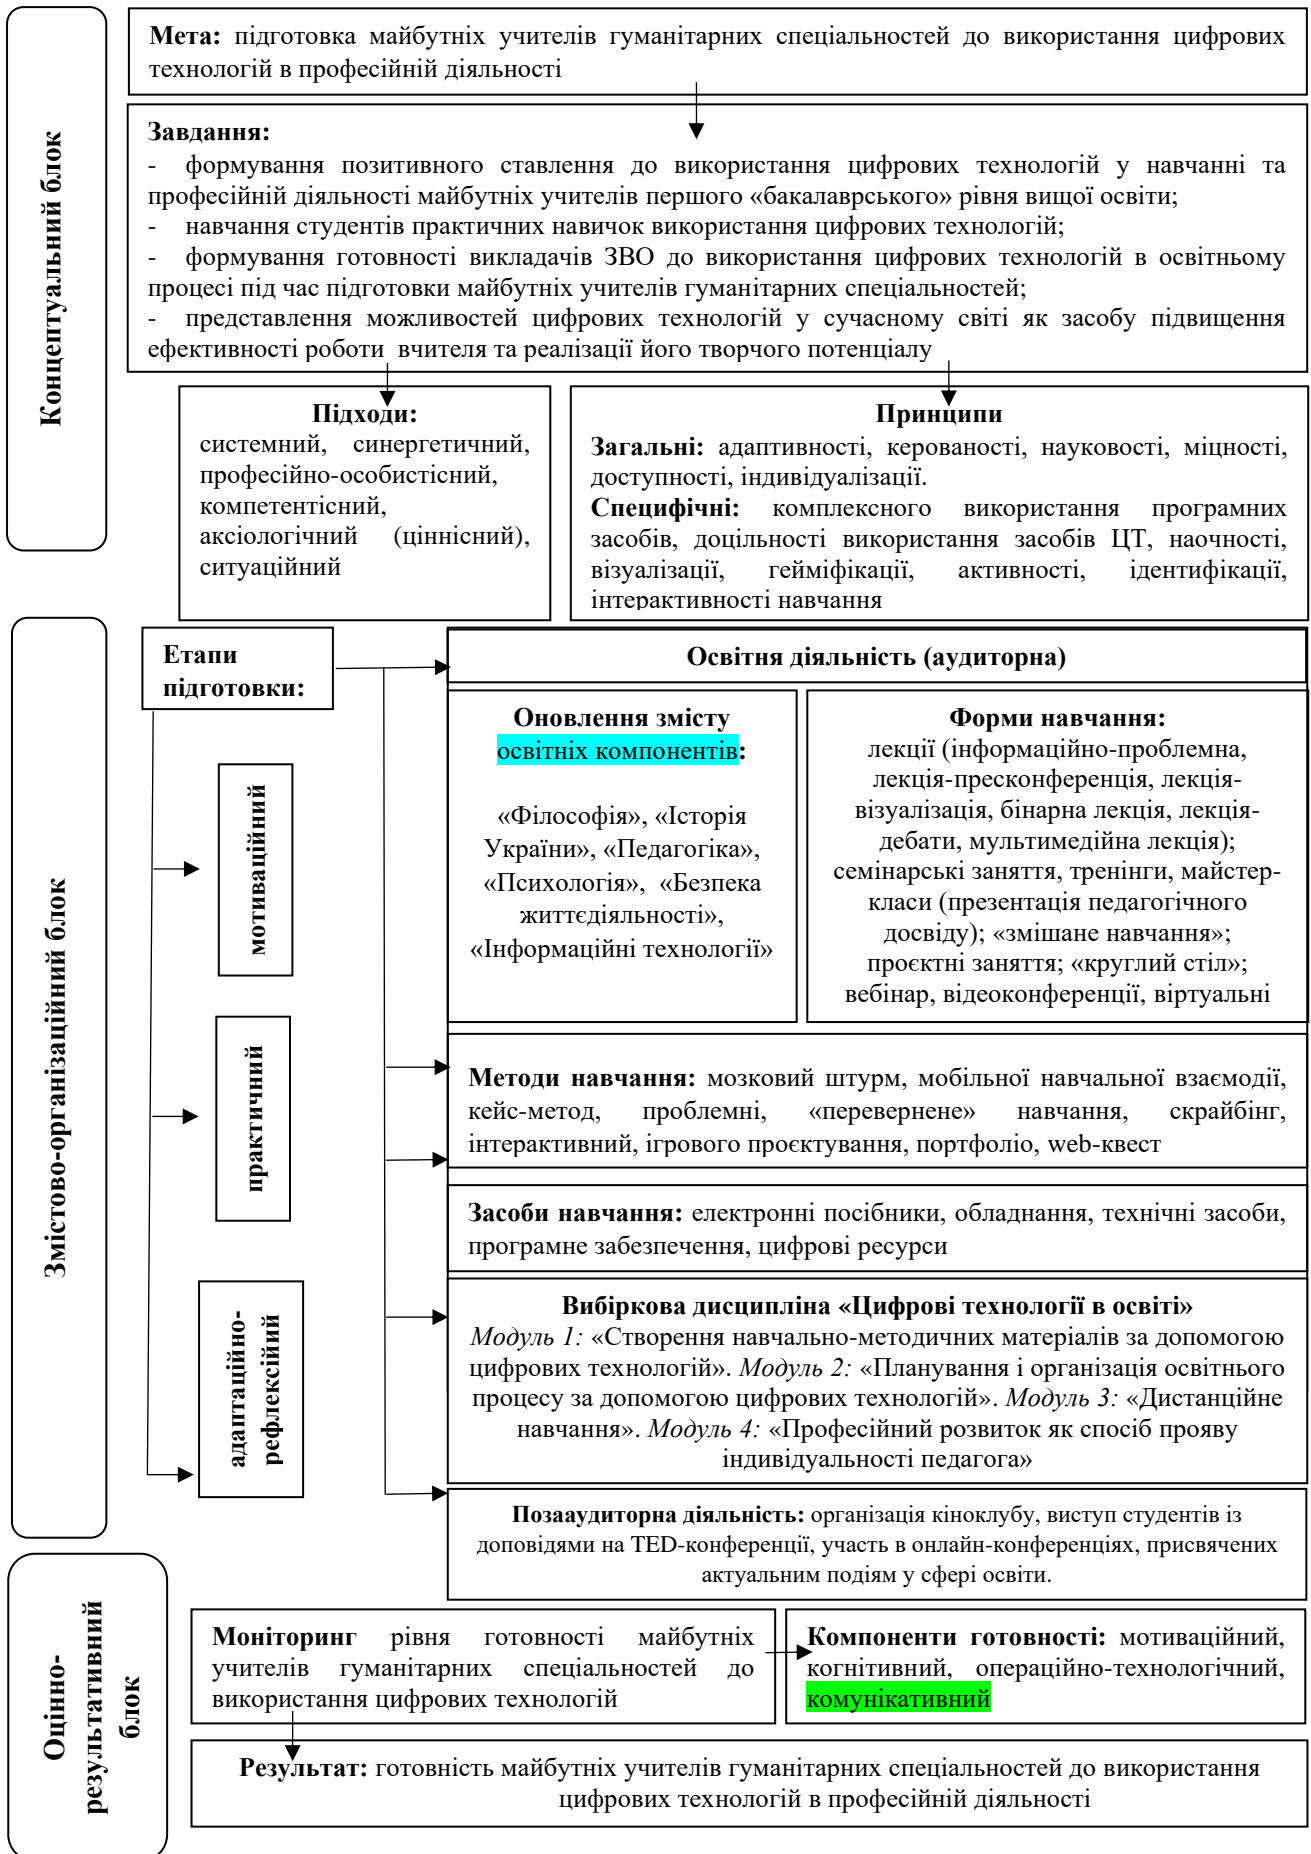 Концептуальний блок
Мета: підготовка майбутніх учителів гуманітарних спеціальностей до використання цифрових
технологій в професійній діяльності
Завдання:
- формування позитивного ставлення до використання цифрових технологій у навчанні та
професійній діяльності майбутніх учителів першого «бакалаврського» рівня вищої освіти;
- навчання студентів практичних навичок використання цифрових технологій;
- формування готовності викладачів ЗВО до використання цифрових технологій в освітньому
процесі під час підготовки майбутніх учителів гуманітарних спеціальностей;
- представлення можливостей цифрових технологій у сучасному світі як засобу підвищення
ефективності роботи вчителя та реалізації його творчого потенціалу
Підходи:
системний, синергетичний,
професійно-особистісний,
компетентісний,
аксіологічний (ціннісний),
ситуаційний
Принципи
Загальні: адаптивності, керованості, науковості, міцності,
доступності, індивідуалізації.
Специфічні: комплексного використання програмних
засобів, доцільності використання засобів ЦТ, наочності,
візуалізації, гейміфікації, активності, ідентифікації,
інтерактивності навчання
Змістово-організаційний блок
Етапи
підготовки:
мотиваційний
практичний
адаптаційно-
рефлексійий
Освітня діяльність (аудиторна)
Оновлення змісту
освітніх компонентів:
«Філософія», «Історія
України», «Педагогіка»,
«Психологія», «Безпека
життєдіяльності»,
«Інформаційні технології»
Форми навчання:
лекції (інформаційно-проблемна,
лекція-пресконференція, лекція-
візуалізація, бінарна лекція, лекція-
дебати, мультимедійна лекція);
семінарські заняття, тренінги, майстер-
класи (презентація педагогічного
досвіду); «змішане навчання»;
проєктні заняття; «круглий стіл»;
вебінар, відеоконференції, віртуальні
Методи навчання: мозковий штурм, мобільної навчальної взаємодії,
кейс-метод, проблемні, «перевернене» навчання, скрайбінг,
інтерактивний, ігрового проєктування, портфоліо, web-квест
Засоби навчання: електронні посібники, обладнання, технічні засоби,
програмне забезпечення, цифрові ресурси
Вибіркова дисципліна «Цифрові технології в освіті»
Модуль 1: «Створення навчально-методичних матеріалів за допомогою
цифрових технологій». Модуль 2: «Планування і організація освітнього
процесу за допомогою цифрових технологій». Модуль 3: «Дистанційне
навчання». Модуль 4: «Професійний розвиток як спосіб прояву
індивідуальності педагога»
Позааудиторна діяльність: організація кіноклубу, виступ студентів із
доповідями на TED-конференції, участь в онлайн-конференціях, присвячених
актуальним подіям у сфері освіти.
Оцінно-
результативний
блок
Моніторинг рівня готовності майбутніх
учителів гуманітарних спеціальностей до
використання цифрових технологій
Компоненти готовності: мотиваційний,
когнітивний, операційно-технологічний,
комунікативний
Результат: готовність майбутніх учителів гуманітарних спеціальностей до використання
цифрових технологій в професійній діяльності